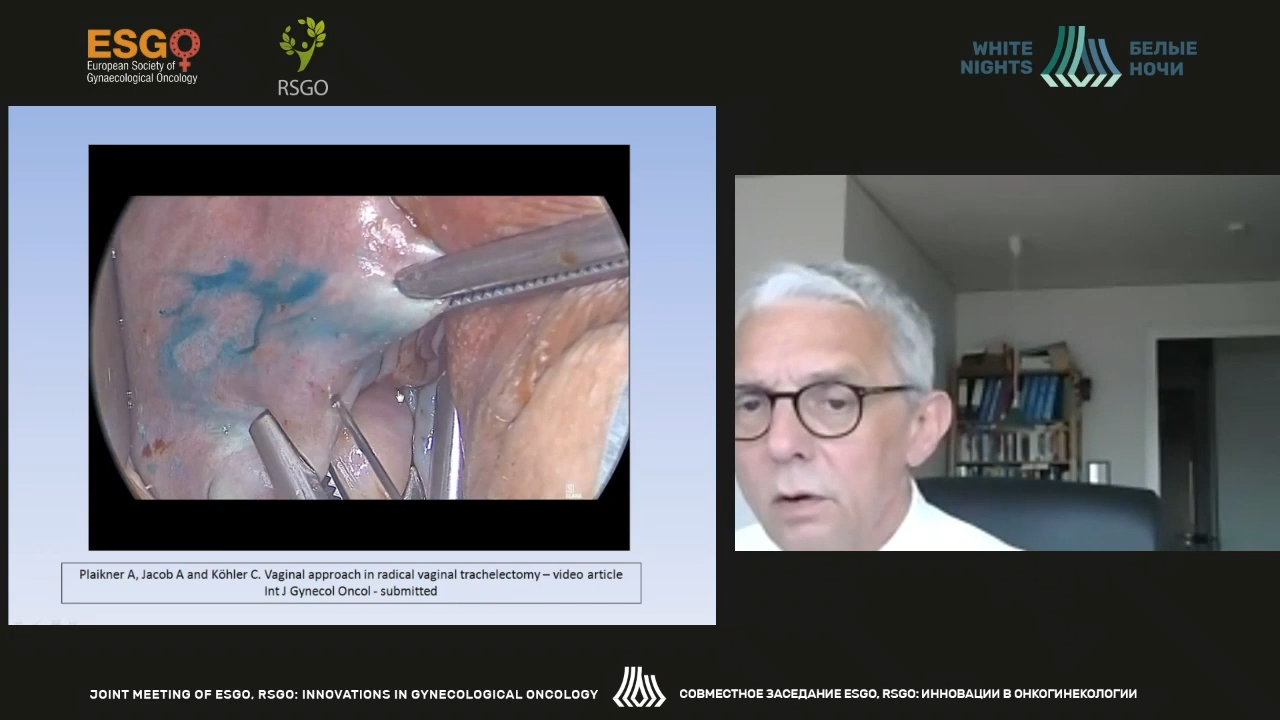 ESGO
European Society of
Gynaecological Oncology
RSGO
WHITE
NIGHTS
БЕЛЫЕ
НОЧИ
Plaikner A, Jacob A and Köhler C. Vaginal approach in radical vaginal trachelectomy – video article
Int J Gynecol Oncol - submitted
JOINT MEETING OF ESGO, RSGO: INNOVATIONS IN GYNECOLOGICAL ONCOLOGY
СОВМЕСТНОЕ ЗАСЕДАНИЕ ESGO, RSGO: ИННОВАЦИИ В ОНКОГИНЕКОЛОГИИ